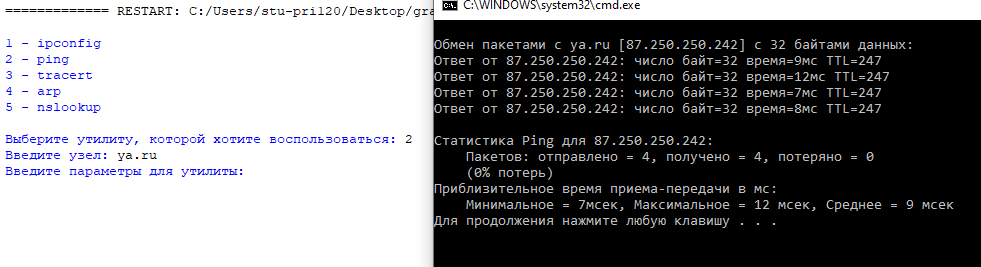 ============= RESTART: C:/Users/stu-pri120/Desktop/gra
1 - ipconfig
2 - ping
3 - tracert
4 - arp
5 - nslookup
Выберите утилиту, которой хотите воспользоваться: 2
Введите узел: ya.ru
Введите параметры для утилиты:
C:\WINDOWS\system32\cmd.exe
Обмен пакетами с ya.ru [87.250.250.242] с 32 байтами данных:
Ответ от 87.250.250.242: число байт=32 время=9мс TTL=247
Ответ от 87.250.250.242: число байт=32 время=12мс TTL=247
Ответ от 87.250.250.242: число байт=32 время=7мс TTL=247
Ответ от 87.250.250.242: число байт=32 время=8мс TTL=247
Статистика Ping для 87.250.250.242:
Пакетов: отправлено = 4, получено = 4, потеряно = 0
(0% потерь)
Приблизительное время приема-передачи в мс:
Минимальное = 7мсек, Максимальное = 12 мсек, Среднее = 9 мсек
Для продолжения нажмите любую клавишу . . .